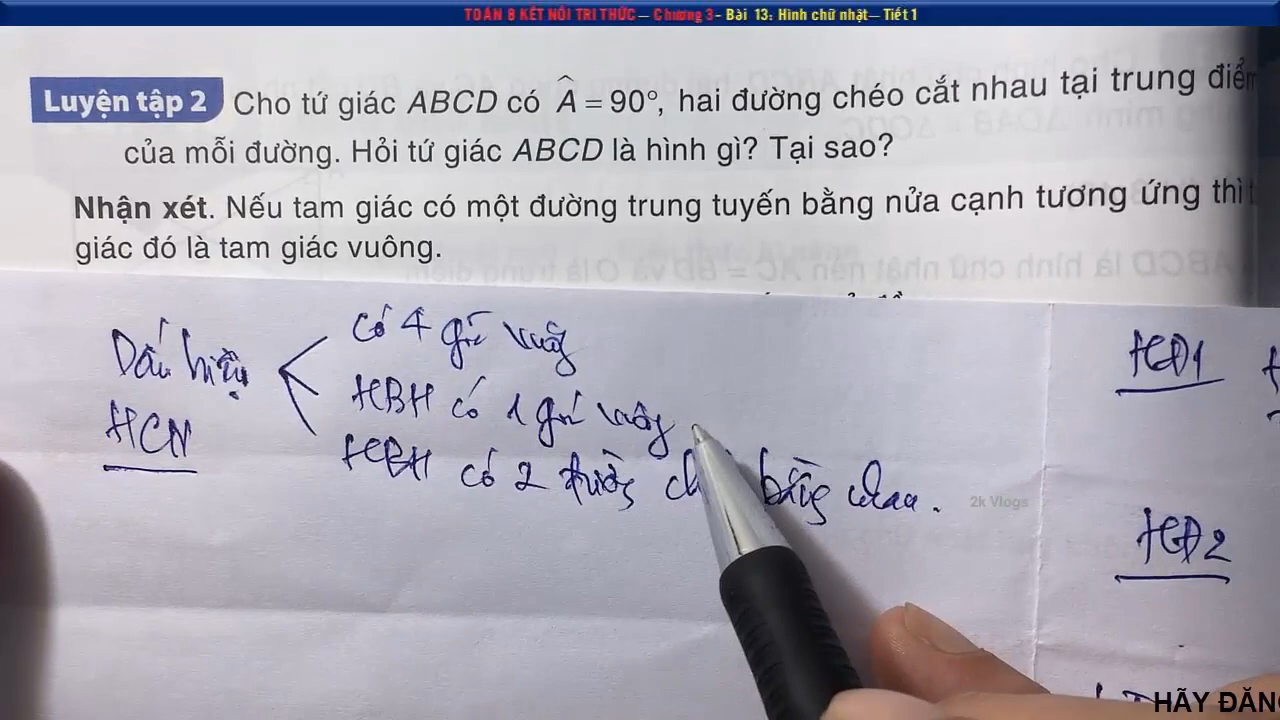 TOÁN 8 KẾT NỐI TRI THỨC – Chương 3- Bài 13: Hình chữ nhật– Tiết 1
Luyện tập 2 Cho tứ giác ABCD có Â = 90°, hai đường chéo cắt nhau tại trung điểm
của mỗi đường. Hỏi tứ giác ABCD là hình gì? Tại sao?
Nhận xét. Nếu tam giác có một đường trung tuyến bằng nửa cạnh tương ứng thì
giác đó là tam giác vuông.
Dấu hiệu
HCN
Có 4 góc vuông
HBH có 1 góc vuông
HBH có 2 đường bằng nhau.
2k Vlogs
HĐ1
HĐ2
HÃY ĐĂN